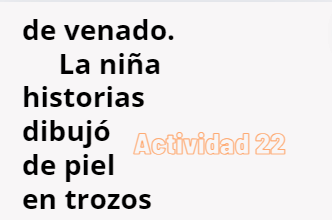 de venado.
La niña
historias
dibujó
Actividad 22
de piel
en trozos